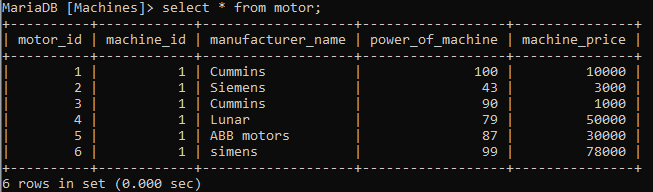 MariaDB [Machines]> select * from motor;
+----------+------------+-------------------+------------------+---------------+
| motor_id | machine_id | manufacturer_name | power_of_machine | machine_price |
+----------+------------+-------------------+------------------+---------------+
|        1 |          1 | Cummins           |              100 |         10000 |
|        2 |          1 | Siemens           |               43 |          3000 |
|        3 |          1 | Cummins           |               90 |          1000 |
|        4 |          1 | Lunar             |               79 |         50000 |
|        5 |          1 | ABB motors        |               87 |         30000 |
|        6 |          1 | simens            |               99 |         78000 |
+----------+------------+-------------------+------------------+---------------+
6 rows in set (0.000 sec)